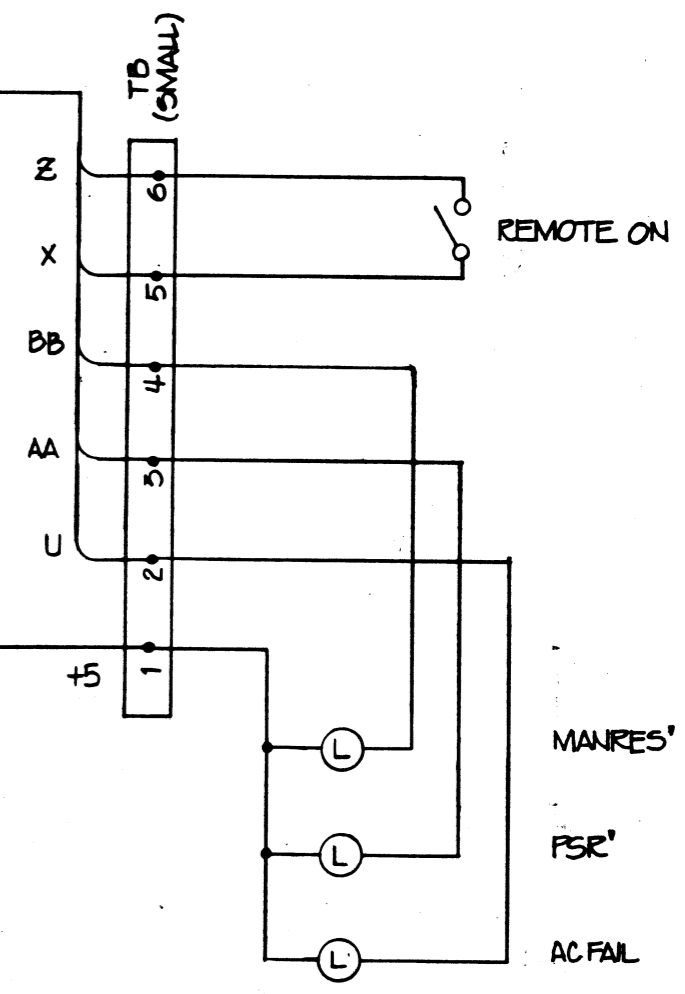 TB
(SMALL)
Z
6
REMOTE ON
X
5
BB
4
AA
3
U
2
+5
1
L
MANRES'
L
PSR'
L
AC FAIL